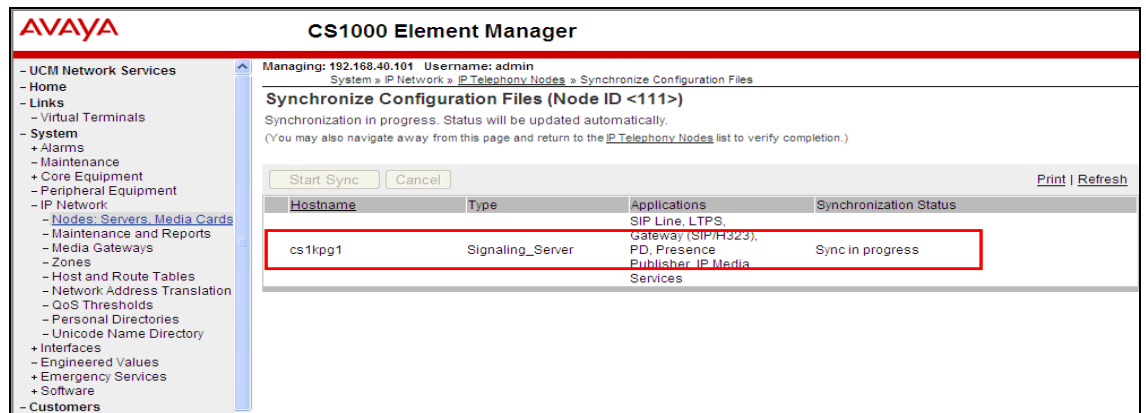 AVAYA
CS1000 Element Manager
- UCM Network Services
- Home
- Links
- Virtual Terminals
- System
+ Alarms
- Maintenance
+ Core Equipment
- Peripheral Equipment
- IP Network
- Nodes: Servers, Media Cards
- Maintenance and Reports
- Media Gateways
- Zones
- Host and Route Tables
- Network Address Translation
- QoS Thresholds
- Personal Directories
- Unicode Name Directory
+ Interfaces
- Engineered Values
+ Emergency Services
+ Software
- Customers
Managing: 192.168.40.101 Username: admin
System » IP Network » IP Telephony Nodes » Synchronize Configuration Files
Synchronize Configuration Files (Node ID <111>)
Synchronization in progress. Status will be updated automatically.
(You may also navigate away from this page and return to the IP Telephony Nodes list to verify completion.)
Start Sync Cancel Print | Refresh
Hostname Type Applications Synchronization Status
SIP Line, LTPS,
Gateway (SIP/H323),
cs1kpg1 Signaling_Server PD, Presence Sync in progress
Publisher, IP Media
Services